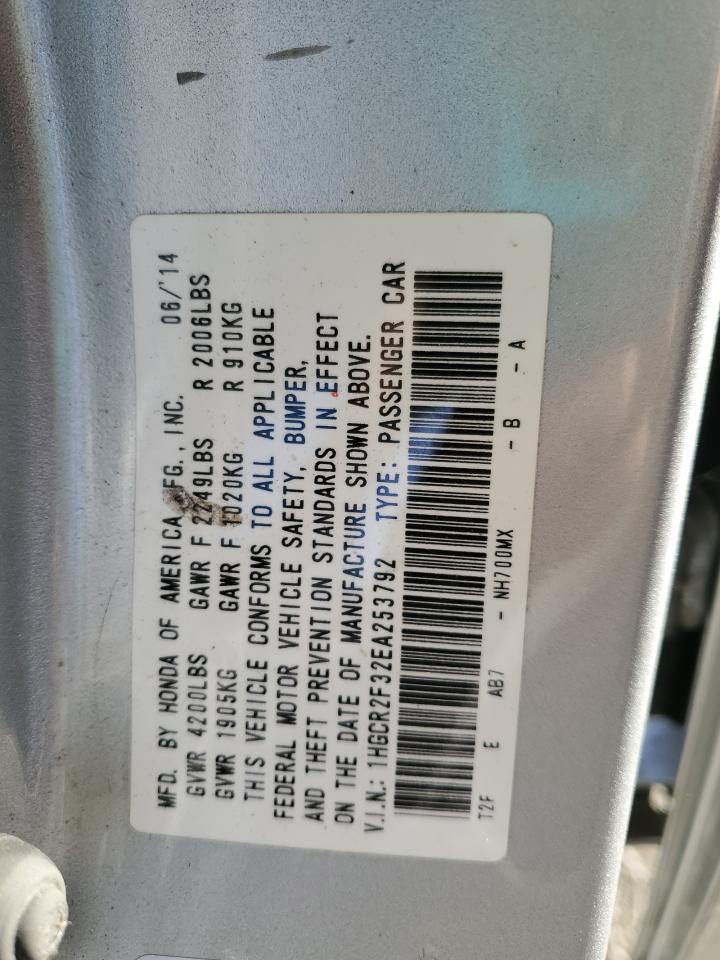 MFD. BY HONDA OF AMERICA MFG., INC. 06/'14
GVWR 4200LBS GAWR F 2249LBS R 2006LBS
GVWR 1905KG GAWR F 1020KG R 910KG
THIS VEHICLE CONFORMS TO ALL APPLICABLE
FEDERAL MOTOR VEHICLE SAFETY, BUMPER,
AND THEFT PREVENTION STANDARDS IN EFFECT
ON THE DATE OF MANUFACTURE SHOWN ABOVE.
V.I.N.: 1HGCR2F32EA253792 TYPE: PASSENGER CAR
T2F E AB7 - NH700MX - B - A